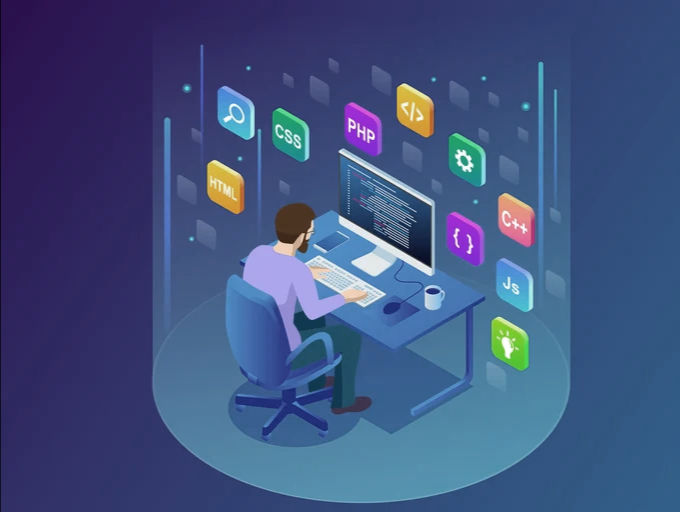 CSS
PHP
</>
HTML
C++
{ }
Js